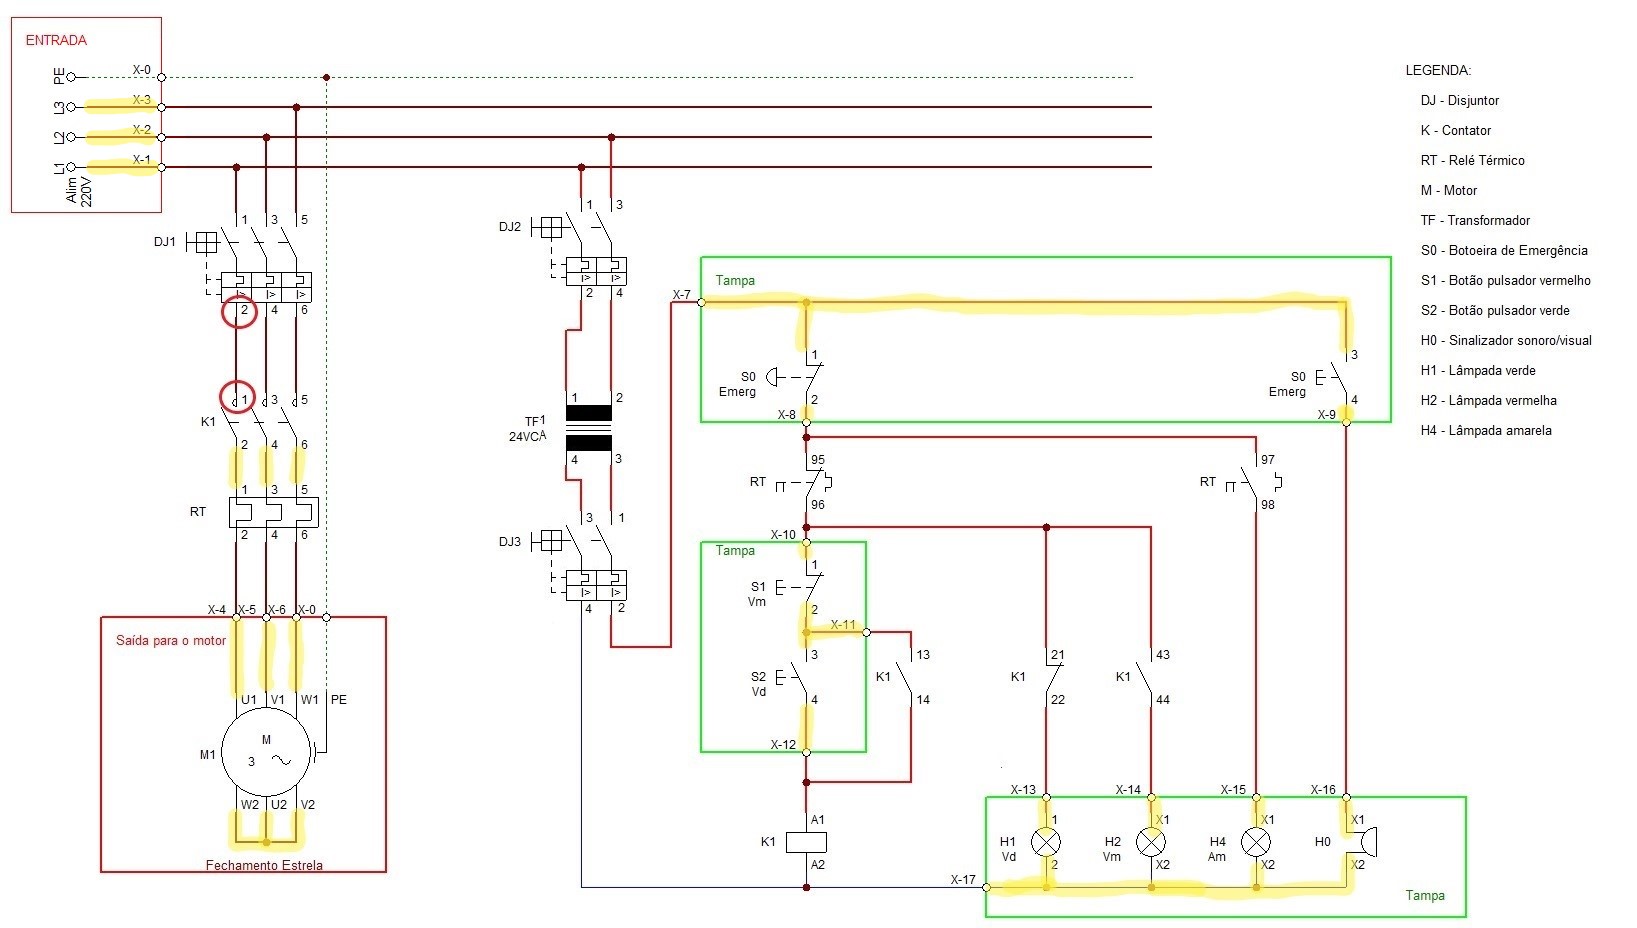 ENTRADA
PE
X-0
L3
X-3
L2
X-2
L1
X-1
Alim
220V
1 3 5
DJ1
I> I> I>
2 4 6
1 3 5
K1
2 4 6
1 3 5
RT
2 4 6
X-4 X-5 X-6 X-0
Saída para o motor
U1 V1 W1 PE
M1
M
3
W2 U2 V2
Fechamento Estrela
1 3
DJ2
I> I>
2 4
1 2
TF1
24VCA
4 3
3 1
DJ3
I> I>
4 2
X-7
Tampa
1
S0
Emerg
2
X-8
3
S0
Emerg
4
X-9
95
RT
96
97
RT
98
X-10
Tampa
1
S1
Vm
2
X-11
3
S2
Vd
4
X-12
13
K1
14
21
K1
22
43
K1
44
A1
K1
A2
X-13 X-14 X-15 X-16
1 X1 X1 X1
H1
Vd
H2
Vm
H4
Am
H0
2 X2 X2 X2
X-17
Tampa
LEGENDA:
DJ - Disjuntor
K - Contator
RT - Relé Térmico
M - Motor
TF - Transformador
S0 - Botoeira de Emergência
S1 - Botão pulsador vermelho
S2 - Botão pulsador verde
H0 - Sinalizador sonoro/visual
H1 - Lâmpada verde
H2 - Lâmpada vermelha
H4 - Lâmpada amarela